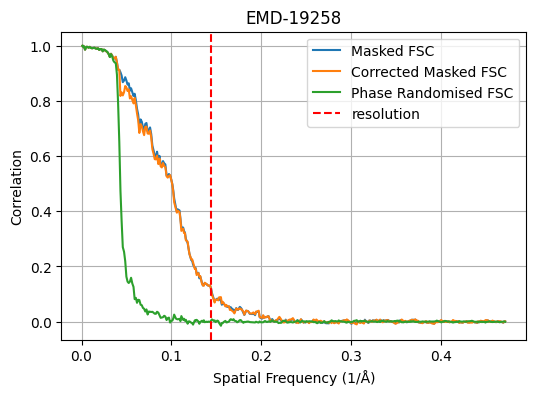 EMD-19258
Masked FSC
Corrected Masked FSC
Phase Randomised FSC
resolution
Correlation
1.0
0.8
0.6
0.4
0.2
0.0
0.0 0.1 0.2 0.3 0.4
Spatial Frequency (1/Å)